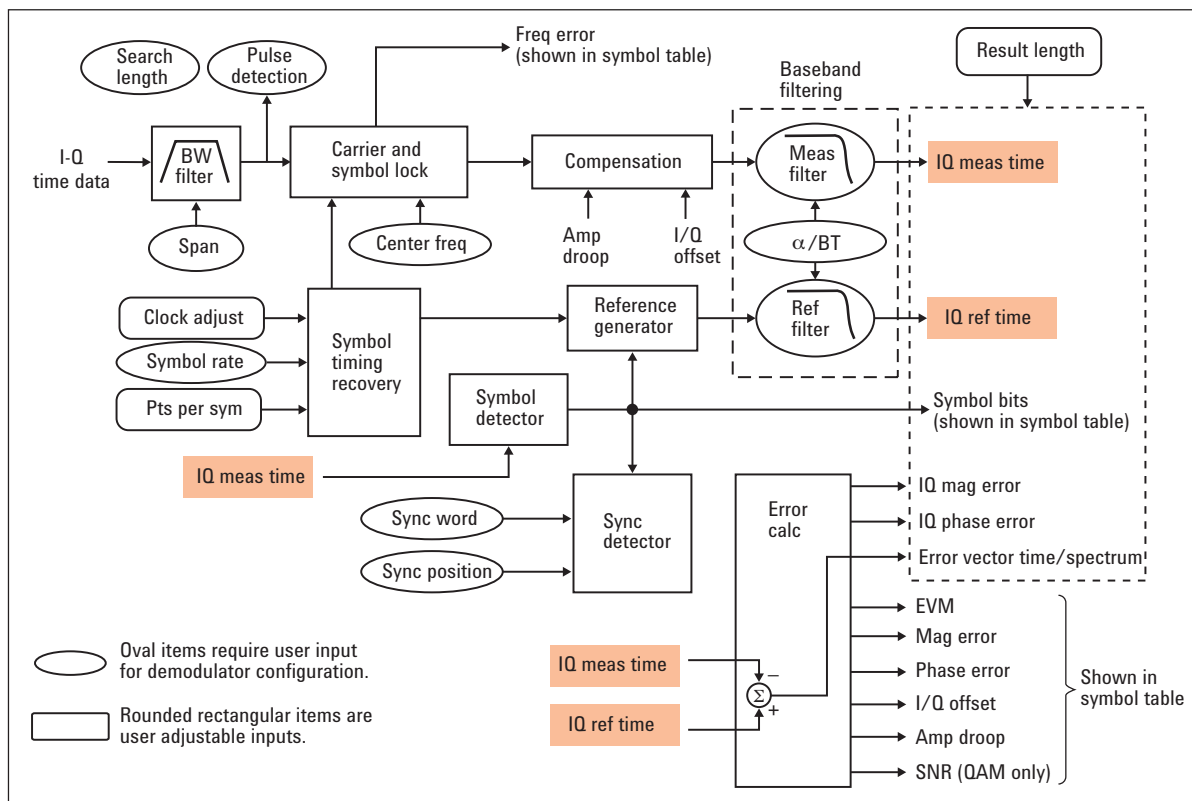 Search
length
Pulse
detection
Freq error
(shown in symbol table)
Result length
Baseband
filtering
I-Q
time data
BW
filter
Carrier and
symbol lock
Compensation
Meas
filter
IQ meas time
Span
Center freq
Amp
droop
I/Q
offset
α/BT
Clock adjust
Symbol rate
Pts per sym
Symbol
timing
recovery
Reference
generator
Ref
filter
IQ ref time
Symbol
detector
Symbol bits
(shown in symbol table)
IQ meas time
Sync word
Sync position
Sync
detector
Error
calc
IQ mag error
IQ phase error
Error vector time/spectrum
EVM
Mag error
Phase error
I/Q offset
Amp droop
SNR (QAM only)
Shown in
symbol table
IQ meas time
IQ ref time
−
Σ
+
Oval items require user input
for demodulator configuration.
Rounded rectangular items are
user adjustable inputs.